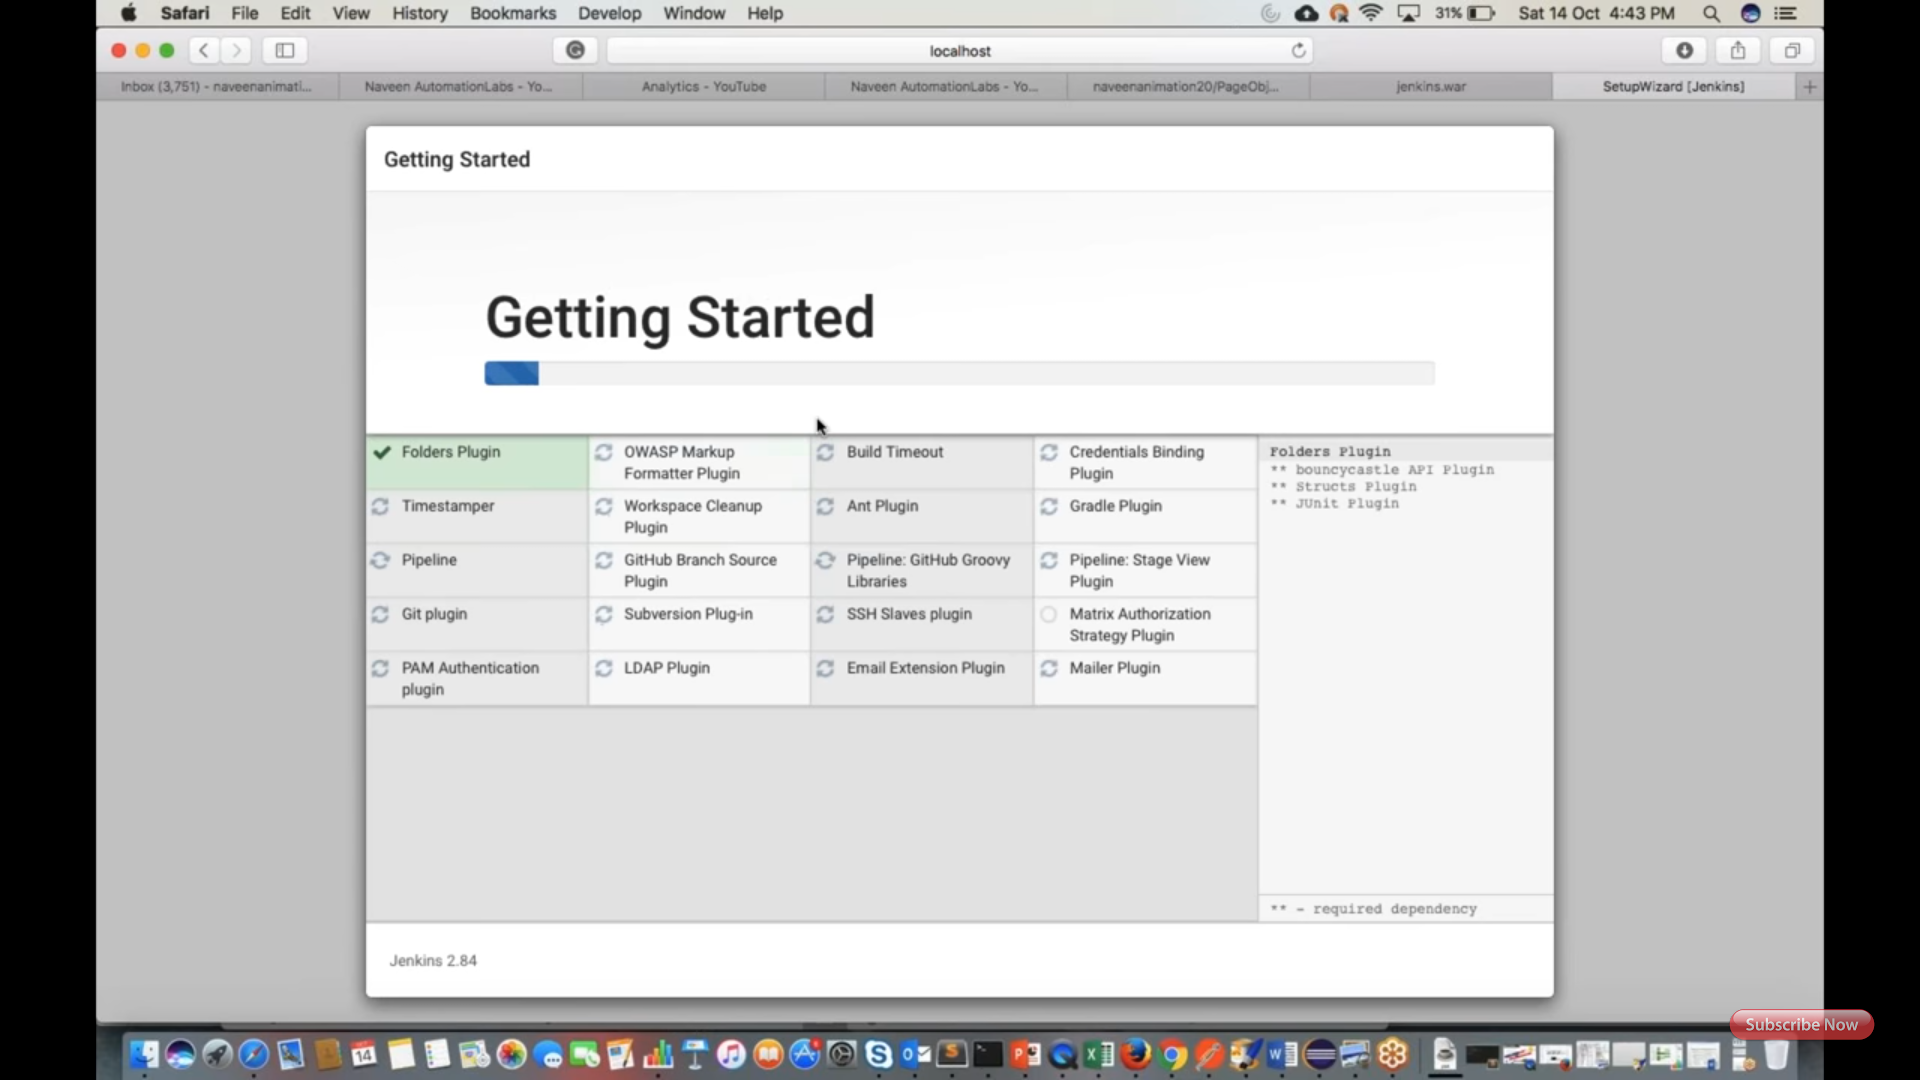 Safari File Edit View History Bookmarks Develop Window Help 31% Sat 14 Oct 4:43 PM
localhost
Inbox (3,751) - naveenanimati... Naveen AutomationLabs - Yo... Analytics - YouTube Naveen AutomationLabs - Yo... naveenanimation20/PageObj... jenkins.war SetupWizard [Jenkins]
Getting Started
Getting Started
Folders Plugin
OWASP Markup
Formatter Plugin
Build Timeout
Credentials Binding
Plugin
Timestamper
Workspace Cleanup
Plugin
Ant Plugin
Gradle Plugin
Pipeline
GitHub Branch Source
Plugin
Pipeline: GitHub Groovy
Libraries
Pipeline: Stage View
Plugin
Git plugin
Subversion Plug-in
SSH Slaves plugin
Matrix Authorization
Strategy Plugin
PAM Authentication
plugin
LDAP Plugin
Email Extension Plugin
Mailer Plugin
Folders Plugin
** bouncycastle API Plugin
** Structs Plugin
** JUnit Plugin
** - required dependency
Jenkins 2.84
Subscribe Now
14